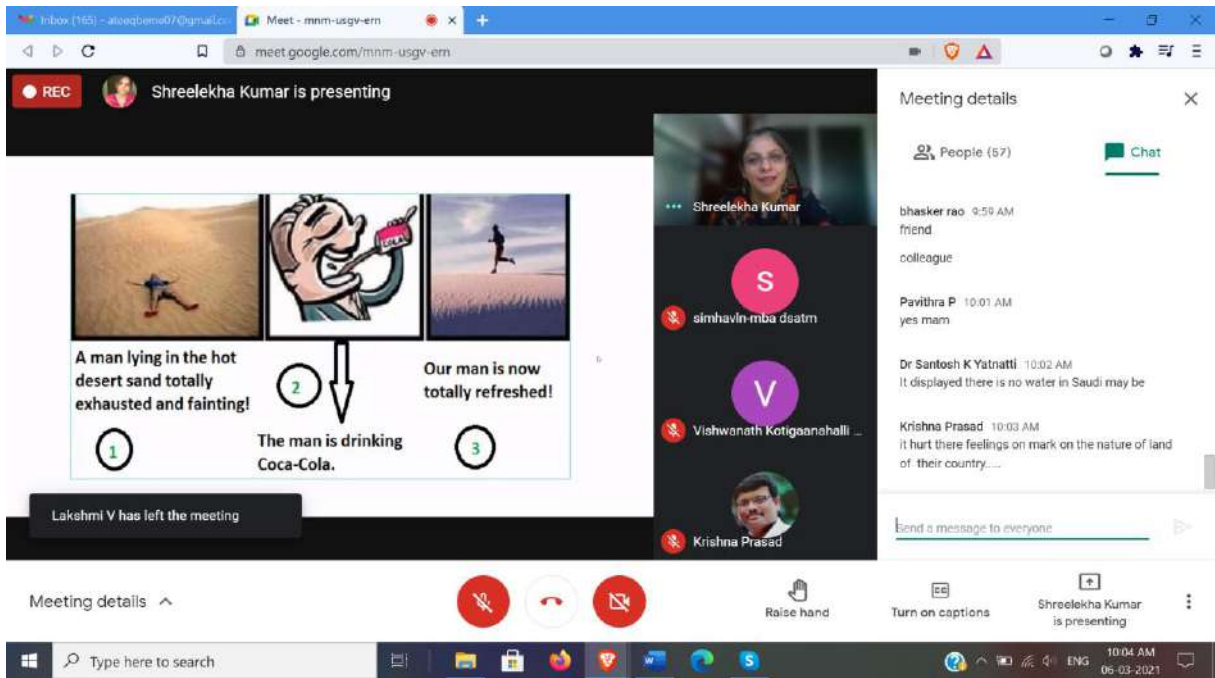 Inbox (165) - ateeqbeme07@gmail.co
Meet - mnm-usgv-ern
meet.google.com/mnm-usgv-ern
REC
Shreelekha Kumar is presenting
COLA
A man lying in the hot
desert sand totally
exhausted and fainting!
1
2
The man is drinking
Coca-Cola.
Our man is now
totally refreshed!
3
Lakshmi V has left the meeting
Shreelekha Kumar
S
simhavin-mba dsatm
V
Vishwanath Kotigaanahalli ...
Krishna Prasad
Meeting details
People (57)
Chat
bhasker rao 9:59 AM
friend
colleague
Pavithra P 10:01 AM
yes mam
Dr Santosh K Yatnatti 10:02 AM
It displayed there is no water in Saudi may be
Krishna Prasad 10:03 AM
it hurt there feelings on mark on the nature of land
of their country.....
Send a message to everyone
Meeting details
Raise hand
Turn on captions
Shreelekha Kumar
is presenting
Type here to search
ENG
10:04 AM
06-03-2021